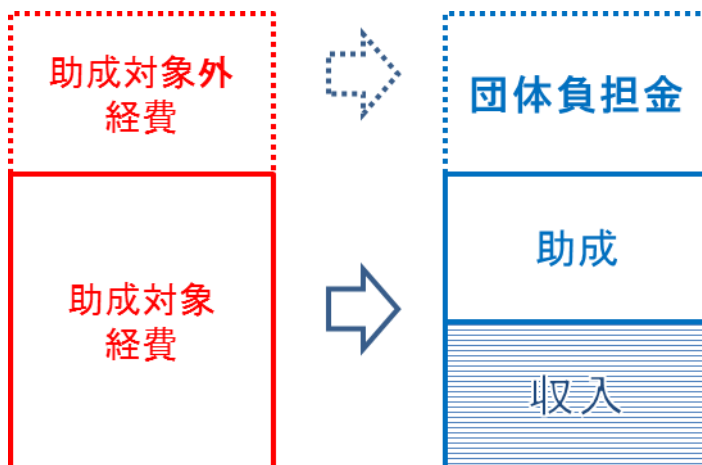 助成対象外
経費
団体負担金
助成対象
経費
助成
収入